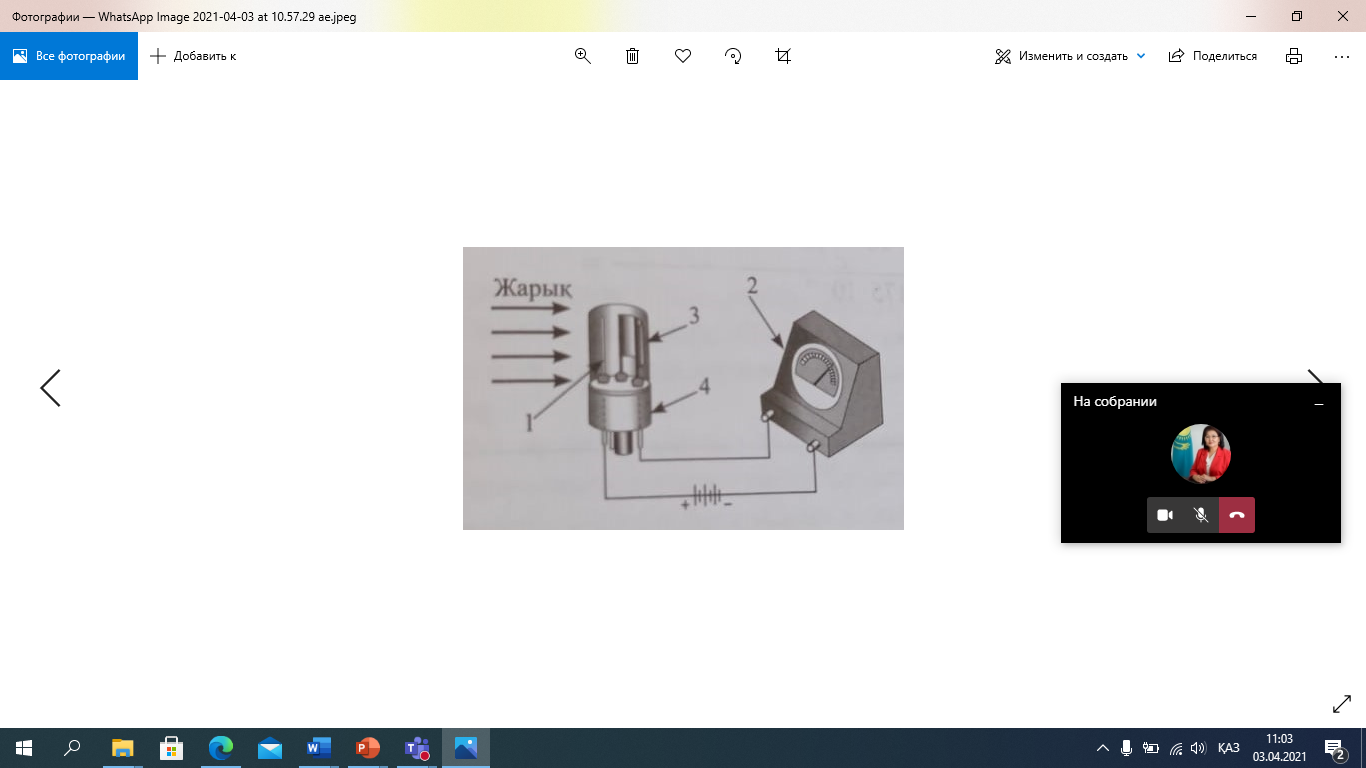 Фотографии — WhatsApp Image 2021-04-03 at 10.57.29 ae.jpeg
Все фотографии
Добавить к
Изменить и создать
Поделиться
Жарық
1
2
3
4
+
−
На собрании
ҚАЗ
11:03
03.04.2021
2